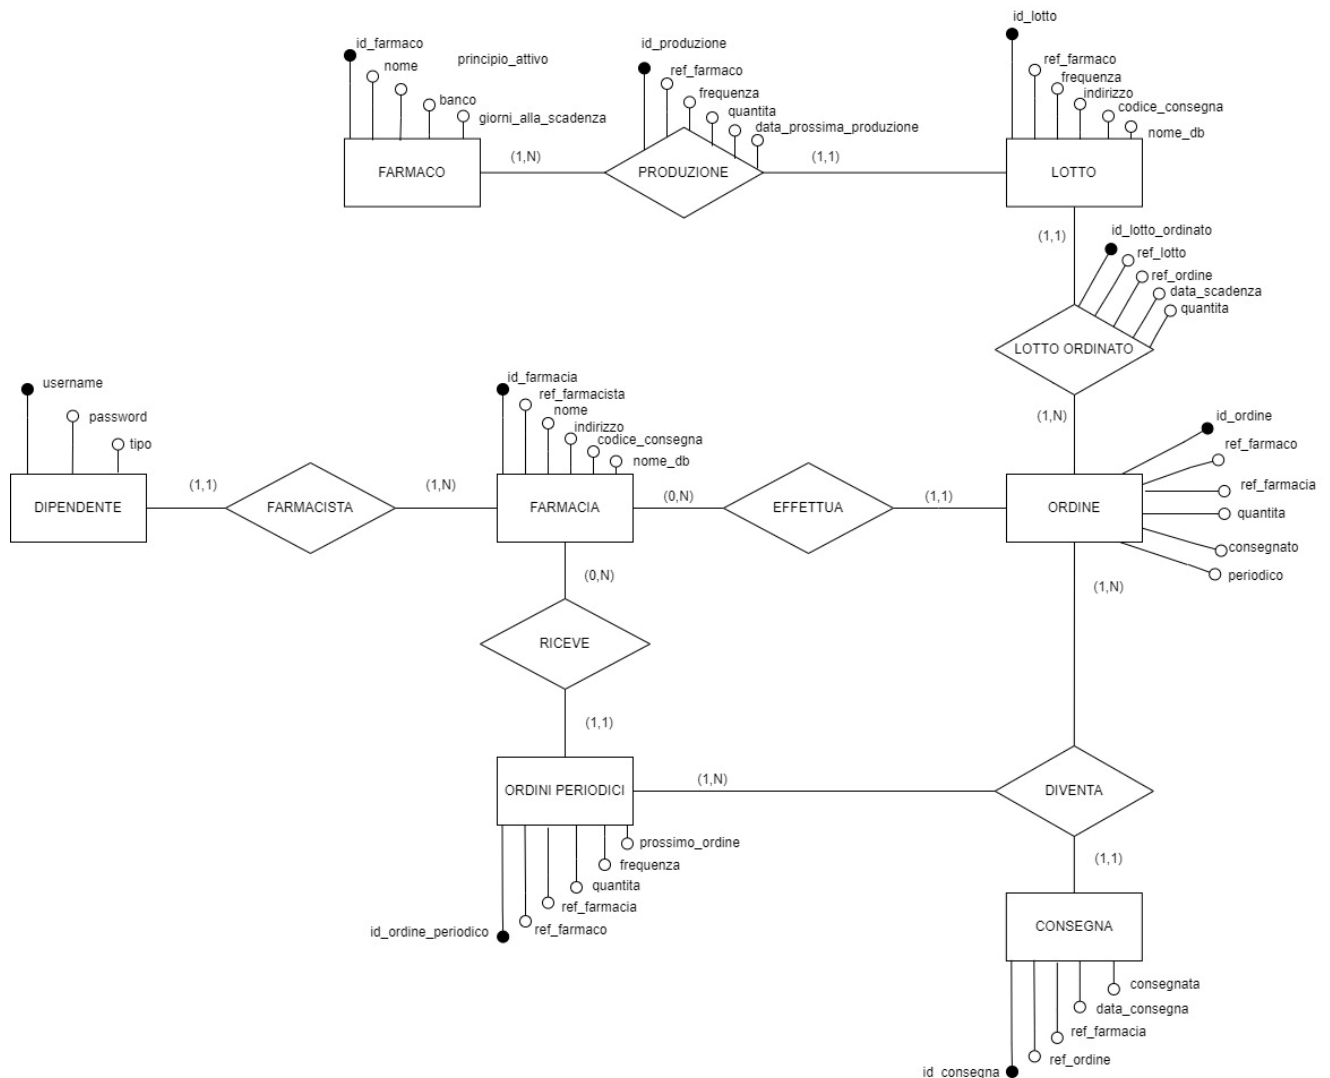 id_lotto
id_farmaco
nome
principio_attivo
banco
giorni_alla_scadenza
FARMACO
(1,N)
id_produzione
ref_farmaco
frequenza
quantita
data_prossima_produzione
PRODUZIONE
(1,1)
ref_farmaco
frequenza
indirizzo
codice_consegna
nome_db
LOTTO
(1,1)
id_lotto_ordinato
ref_lotto
ref_ordine
data_scadenza
quantita
LOTTO ORDINATO
(1,N)
username
password
tipo
DIPENDENTE
(1,1)
FARMACISTA
(1,N)
id_farmacia
ref_farmacista
nome
indirizzo
codice_consegna
nome_db
FARMACIA
(0,N)
EFFETTUA
(1,1)
id_ordine
ref_farmaco
ref_farmacia
quantita
consegnato
periodico
ORDINE
(0,N)
(1,N)
RICEVE
(1,1)
ORDINI PERIODICI
(1,N)
DIVENTA
prossimo_ordine
frequenza
quantita
ref_farmacia
ref_farmaco
id_ordine_periodico
(1,1)
CONSEGNA
consegnata
data_consegna
ref_farmacia
ref_ordine
id_consegna